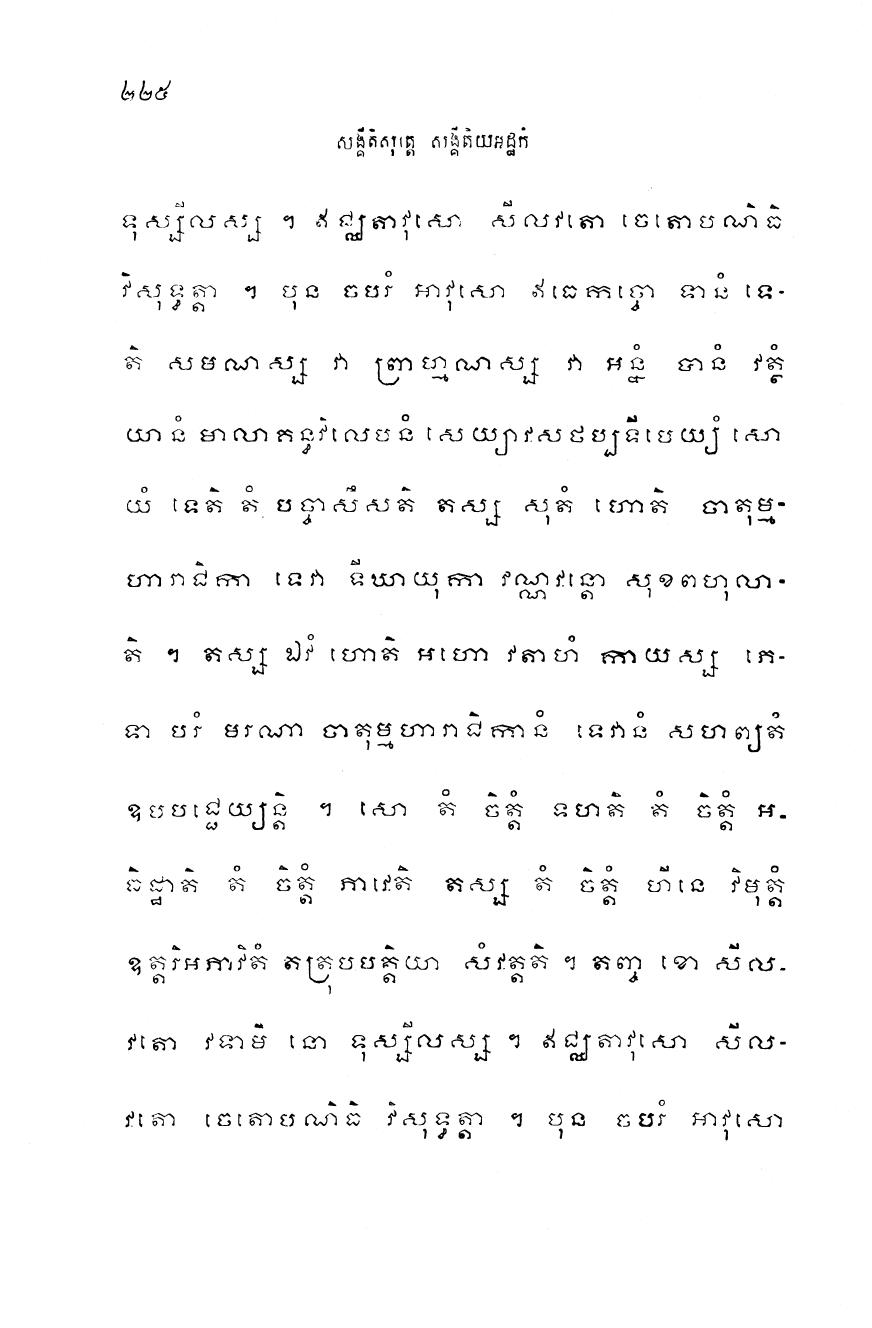 ២២៥
សង្គីតិសុត្តេ សង្គីតិយអដ្ឋកំ
ទុស្សីលស្ស ។ ឥជ្ឈតាវុសោ សីលវតោ ចេតោបណិធិ
វិសុទ្ធត្តា ។ បុន ចបរំ អាវុសោ ឥធេកច្ចោ ទានំ ទេ-
តិ សមណស្ស វា ព្រាហ្មណស្ស វា អន្នំ បានំ វត្ថំ
យានំ មាលាគន្ធវិលេបនំ សេយ្យាវសថប្បទីបេយ្យំ សោ
យំ ទេតិ តំ បច្ចាសឹសតិ តស្ស សុតំ ហោតិ ចាតុម្ម-
ហារាជិកា ទេវា ទីឃាយុកា វណ្ណវន្តោ សុខពហុលា-
តិ ។ តស្ស ឯវំ ហោតិ អហោ វតាហំ កាយស្ស ភេ-
ទា បរំ មរណា ចាតុម្មហារាជិកានំ ទេវានំ សហព្យតំ
ឧបបជ្ជេយ្យន្តិ ។ សោ តំ ចិត្តំ ទហតិ តំ ចិត្តំ អ-
ធិដ្ឋាតិ តំ ចិត្តំ ភាវេតិ តស្ស តំ ចិត្តំ ហីនេ វិមុត្តំ
ឧត្តរិអភាវិតំ តត្រុបបត្តិយា សំវត្តតិ ។ តញ្ច ខោ សីល-
វតោ វទាមិ នោ ទុស្សីលស្ស ។ ឥជ្ឈតាវុសោ សីល-
វតោ ចេតោបណិធិ វិសុទ្ធត្តា ។ បុន ចបរំ អាវុសោ